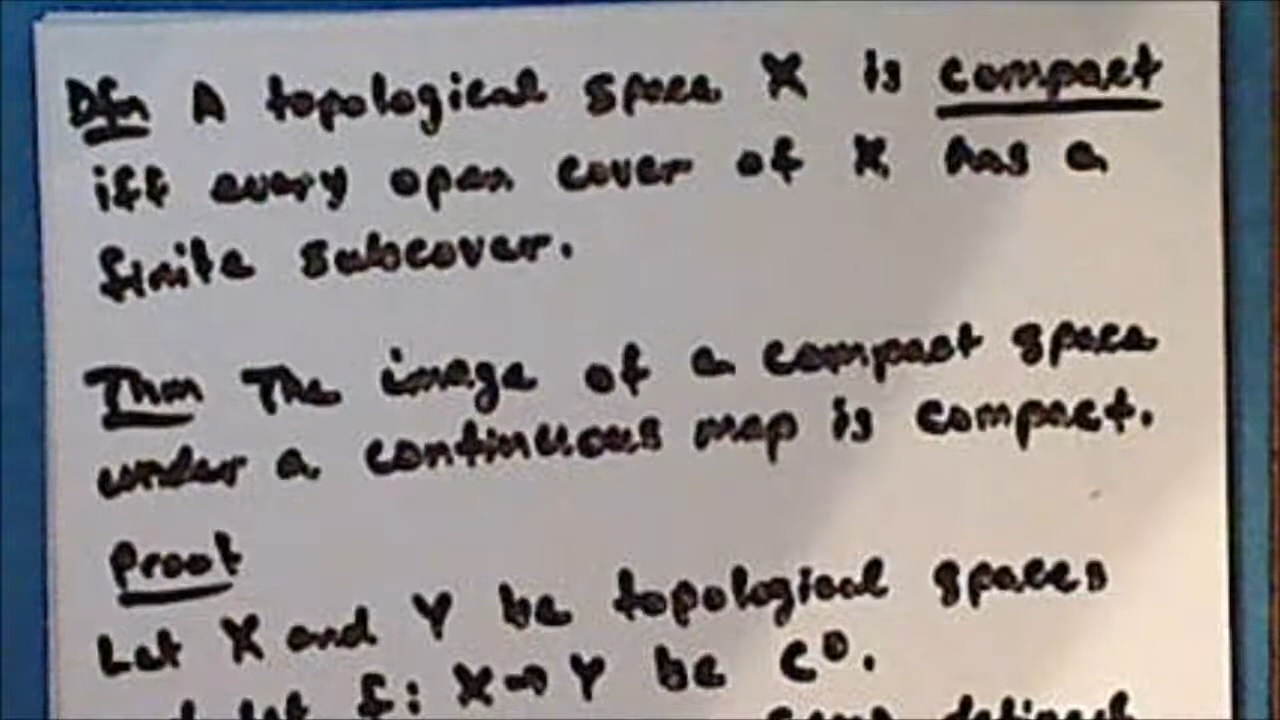 Dfn A topological space X is compact
iff every open cover of X has a
finite subcover.
Thm The image of a compact space
under a continuous map is compact.
Proof
Let X and Y be topological spaces
let f: X→Y be C⁰.
defined